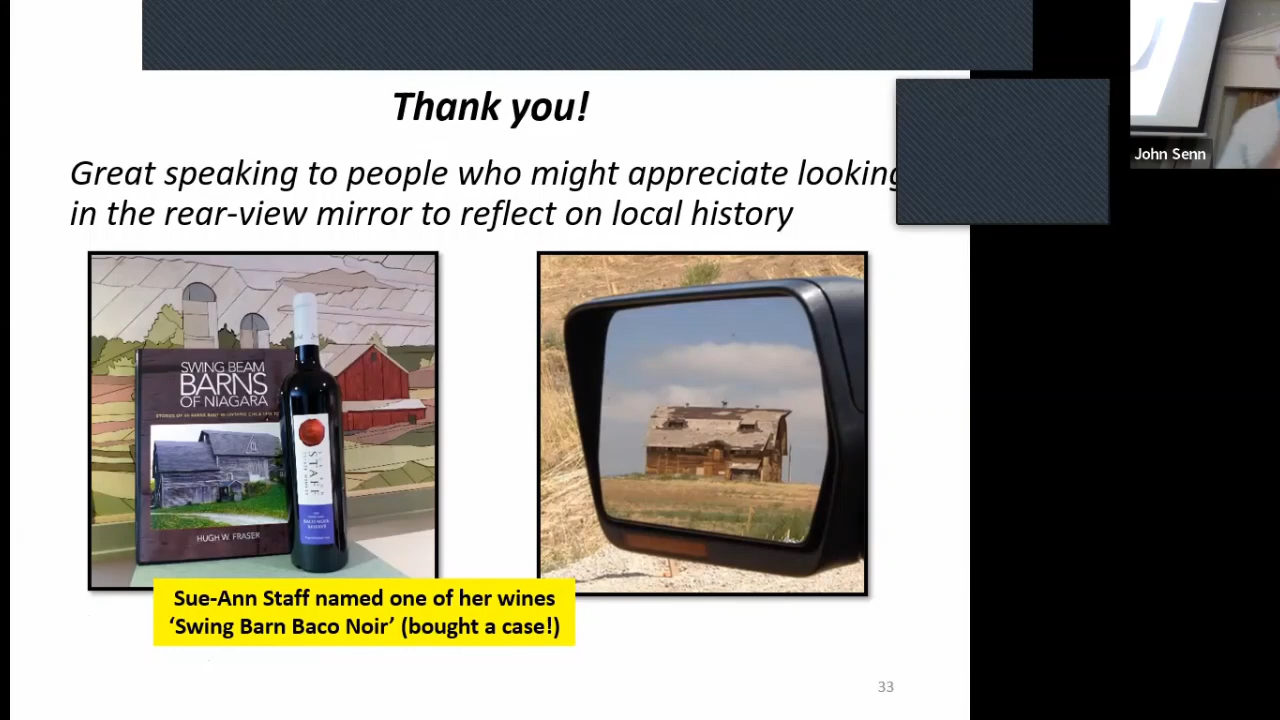 Thank you!
John Senn
Great speaking to people who might appreciate looking
in the rear-view mirror to reflect on local history
SWING BEAM
BARNS
OF NIAGARA
HUGH W. FRASER
STAFF
Sue-Ann Staff named one of her wines
‘Swing Barn Baco Noir’ (bought a case!)
33